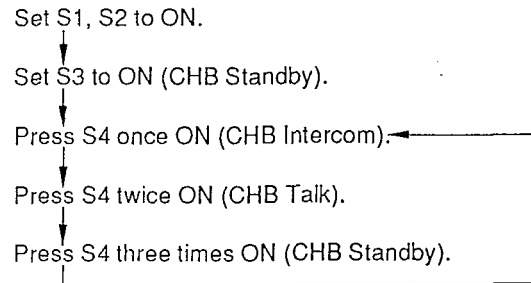 Set S1, S2 to ON.
Set S3 to ON (CHB Standby).
Press S4 once ON (CHB Intercom).
Press S4 twice ON (CHB Talk).
Press S4 three times ON (CHB Standby).